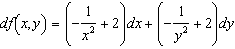 df(x,y) = (-1/x² + 2)dx + (-1/y² + 2)dy